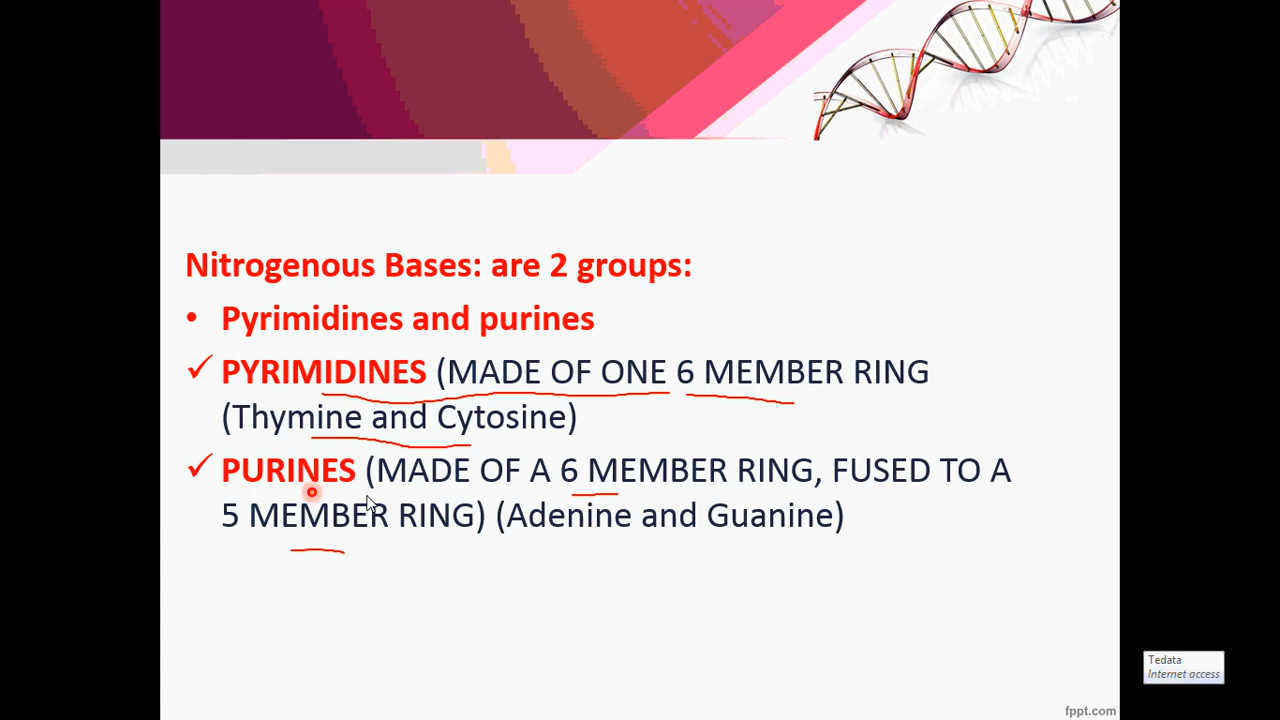 Nitrogenous Bases: are 2 groups:
• Pyrimidines and purines
✓ PYRIMIDINES (MADE OF ONE 6 MEMBER RING
(Thymine and Cytosine)
✓ PURINES (MADE OF A 6 MEMBER RING, FUSED TO A
5 MEMBER RING) (Adenine and Guanine)
Tedata
Internet access
fppt.com